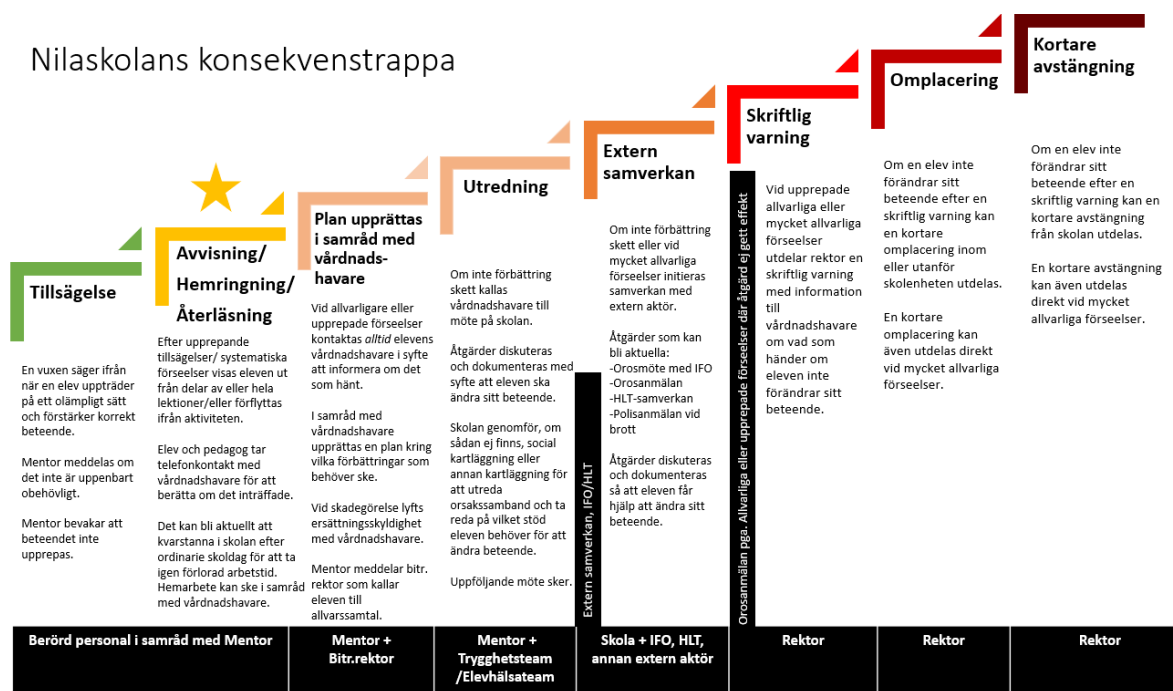 Nilaskolans konsekvenstrappa
Tillsägelse
En vuxen säger ifrån
när en elev uppträder
på ett olämpligt sätt
och förstärker korrekt
beteende.
Mentor meddelas om
det inte är uppenbart
obehövligt.
Mentor bevakar att
beteendet inte
upprepas.
Avvisning/
Hemringning/
Återläsning
Efter upprepande
tillsägelser/ systematiska
förseelser visas eleven ut
från delar av eller hela
lektioner/eller förflyttas
ifrån aktiviteten.
Elev och pedagog tar
telefonkontakt med
vårdnadshavare för att
berätta om det inträffade.
Det kan bli aktuellt att
kvarstanna i skolan efter
ordinarie skoldag för att ta
igen förlorad arbetstid.
Hemarbete kan ske i samråd
med vårdnadshavare.
Plan upprättas
i samråd med
vårdnads-
havare
Vid allvarligare eller
upprepade förseelser
kontaktas alltid elevens
vårdnadshavare i syfte
att informera om det
som hänt.
I samråd med
vårdnadshavare
upprättas en plan kring
vilka förbättringar som
behöver ske.
Vid skadegörelse lyfts
ersättningsskyldighet
med vårdnadshavare.
Mentor meddelar bitr.
rektor som kallar
eleven till
allvarssamtal.
Utredning
Om inte förbättring
skett kallas
vårdnadshavare till
möte på skolan.
Åtgärder diskuteras
och dokumenteras med
syfte att eleven ska
ändra sitt beteende.
Skolan genomför, om
sådan ej finns, social
kartläggning eller
annan kartläggning för
att utreda
orsakssamband och ta
reda på vilket stöd
eleven behöver för att
ändra beteende.
Uppföljande möte sker.
Extern samverkan, IFO/HLT
Extern
samverkan
Om inte förbättring
skett eller vid
mycket allvarliga
förseelser initieras
samverkan med
extern aktör.
Åtgärder som kan
bli aktuella:
-Orosmöte med IFO
-Orosanmälan
-HLT-samverkan
-Polisanmälan vid
brott
Åtgärder diskuteras
och dokumenteras
så att eleven får
hjälp att ändra sitt
beteende.
Orosanmälan pga. Allvarliga eller upprepade förseelser där åtgärd ej gett effekt
Skriftlig
varning
Vid upprepade
allvarliga eller
mycket allvarliga
förseelser
utdelar rektor en
skriftlig varning
med information
till
vårdnadshavare
om vad som
händer om
eleven inte
förändrar sitt
beteende.
Omplacering
Om en elev inte
förändrar sitt
beteende efter en
skriftlig varning kan
en kortare
omplacering inom
eller utanför
skolenheten utdelas.
En kortare
omplacering kan
även utdelas direkt
vid mycket allvarliga
förseelser.
Kortare
avstängning
Om en elev inte
förändrar sitt
beteende efter en
skriftlig varning kan en
kortare avstängning
från skolan utdelas.
En kortare avstängning
kan även utdelas
direkt vid mycket
allvarliga förseelser.
Berörd personal i samråd med Mentor
Mentor +
Bitr.rektor
Mentor +
Trygghetsteam
/Elevhälsateam
Skola + IFO, HLT,
annan extern aktör
Rektor
Rektor
Rektor